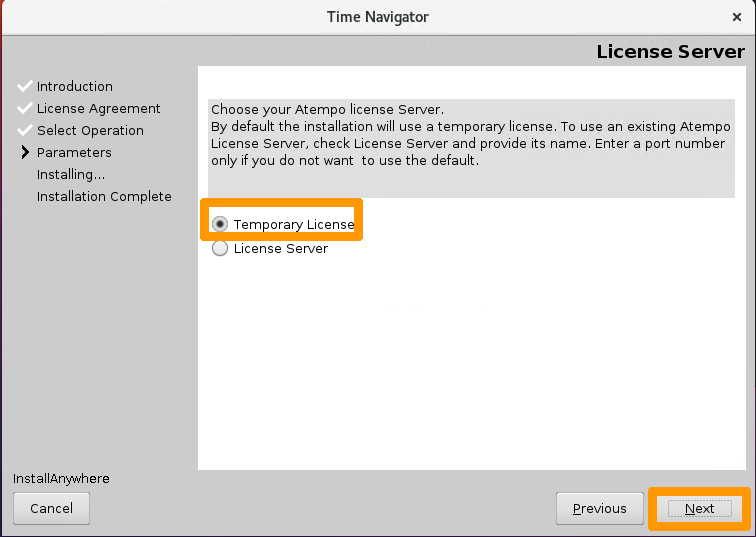 Time Navigator
License Server
Introduction
License Agreement
Select Operation
Parameters
Installing...
Installation Complete
Choose your Atempo license Server.
By default the installation will use a temporary license. To use an existing Atempo
License Server, check License Server and provide its name. Enter a port number
only if you do not want  to use the default.
Temporary License
License Server
InstallAnywhere
Cancel
Previous
Next